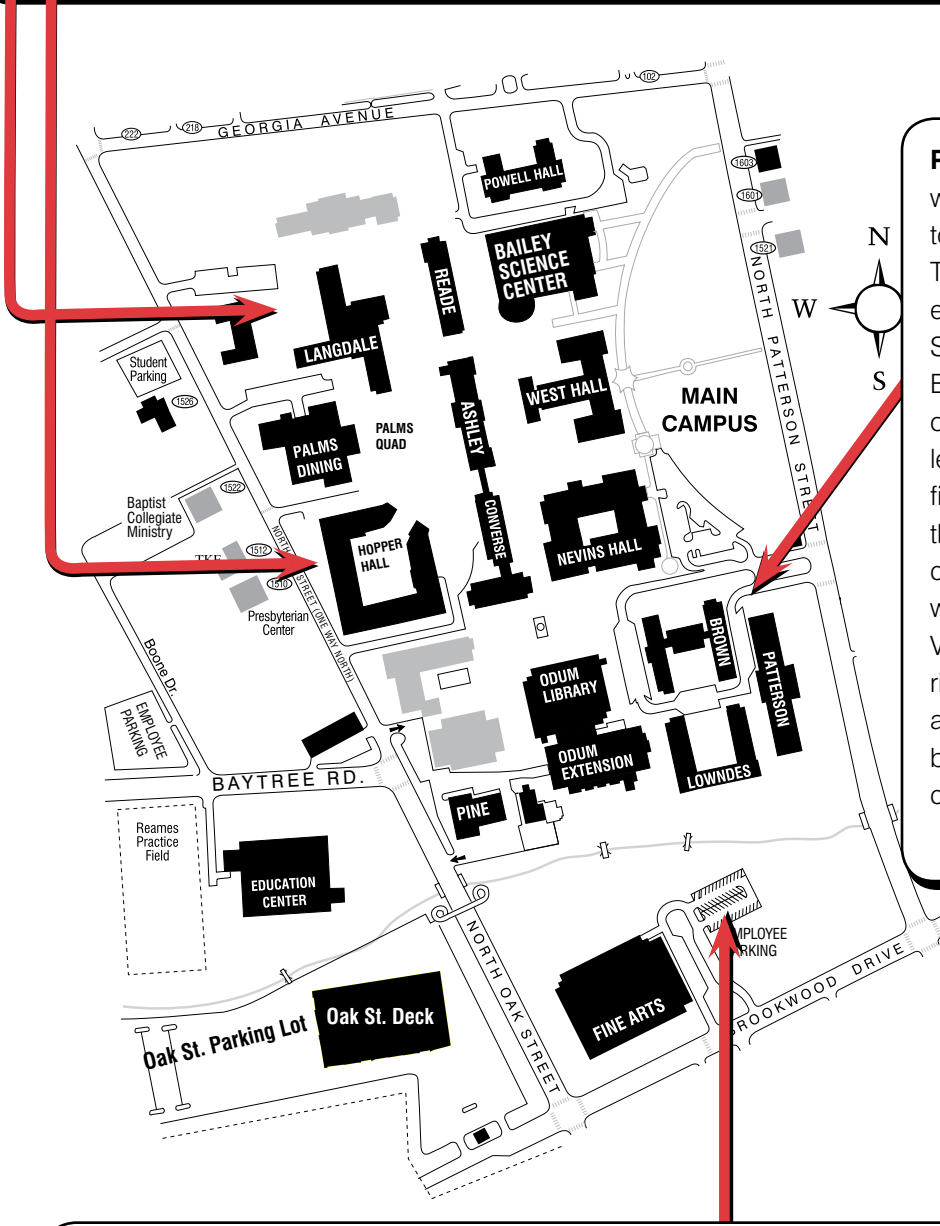 102
222
218
GEORGIA AVENUE
POWELL HALL
1603
1601
1521
NORTH PATTERSON STREET
N
W
S
BAILEY
SCIENCE
CENTER
READE
LANGDALE
Student
Parking
1526
WEST HALL
MAIN
CAMPUS
ASHLEY
PALMS
QUAD
PALMS
DINING
1522
Baptist
Collegiate
Ministry
CONVERSE
NEVINS HALL
HOPPER
HALL
TKE
1512
1510
Presbyterian
Center
NORTH
STREET (ONE WAY NORTH)
Boone Dr.
BROWN
PATTERSON
ODUM
LIBRARY
ODUM
EXTENSION
LOWNDES
EMPLOYEE
PARKING
BAYTREE RD.
PINE
Reames
Practice
Field
EDUCATION
CENTER
NORTH OAK STREET
MPLOYEE
RKING
BROOKWOOD DRIVE
FINE ARTS
Oak St. Deck
Oak St. Parking Lot